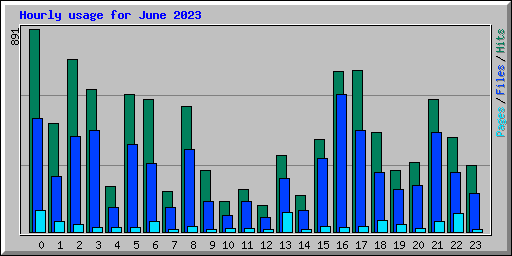 Hourly usage for June 2023
891
Pages/Files/Hits
0 1 2 3 4 5 6 7 8 9 10 11 12 13 14 15 16 17 18 19 20 21 22 23